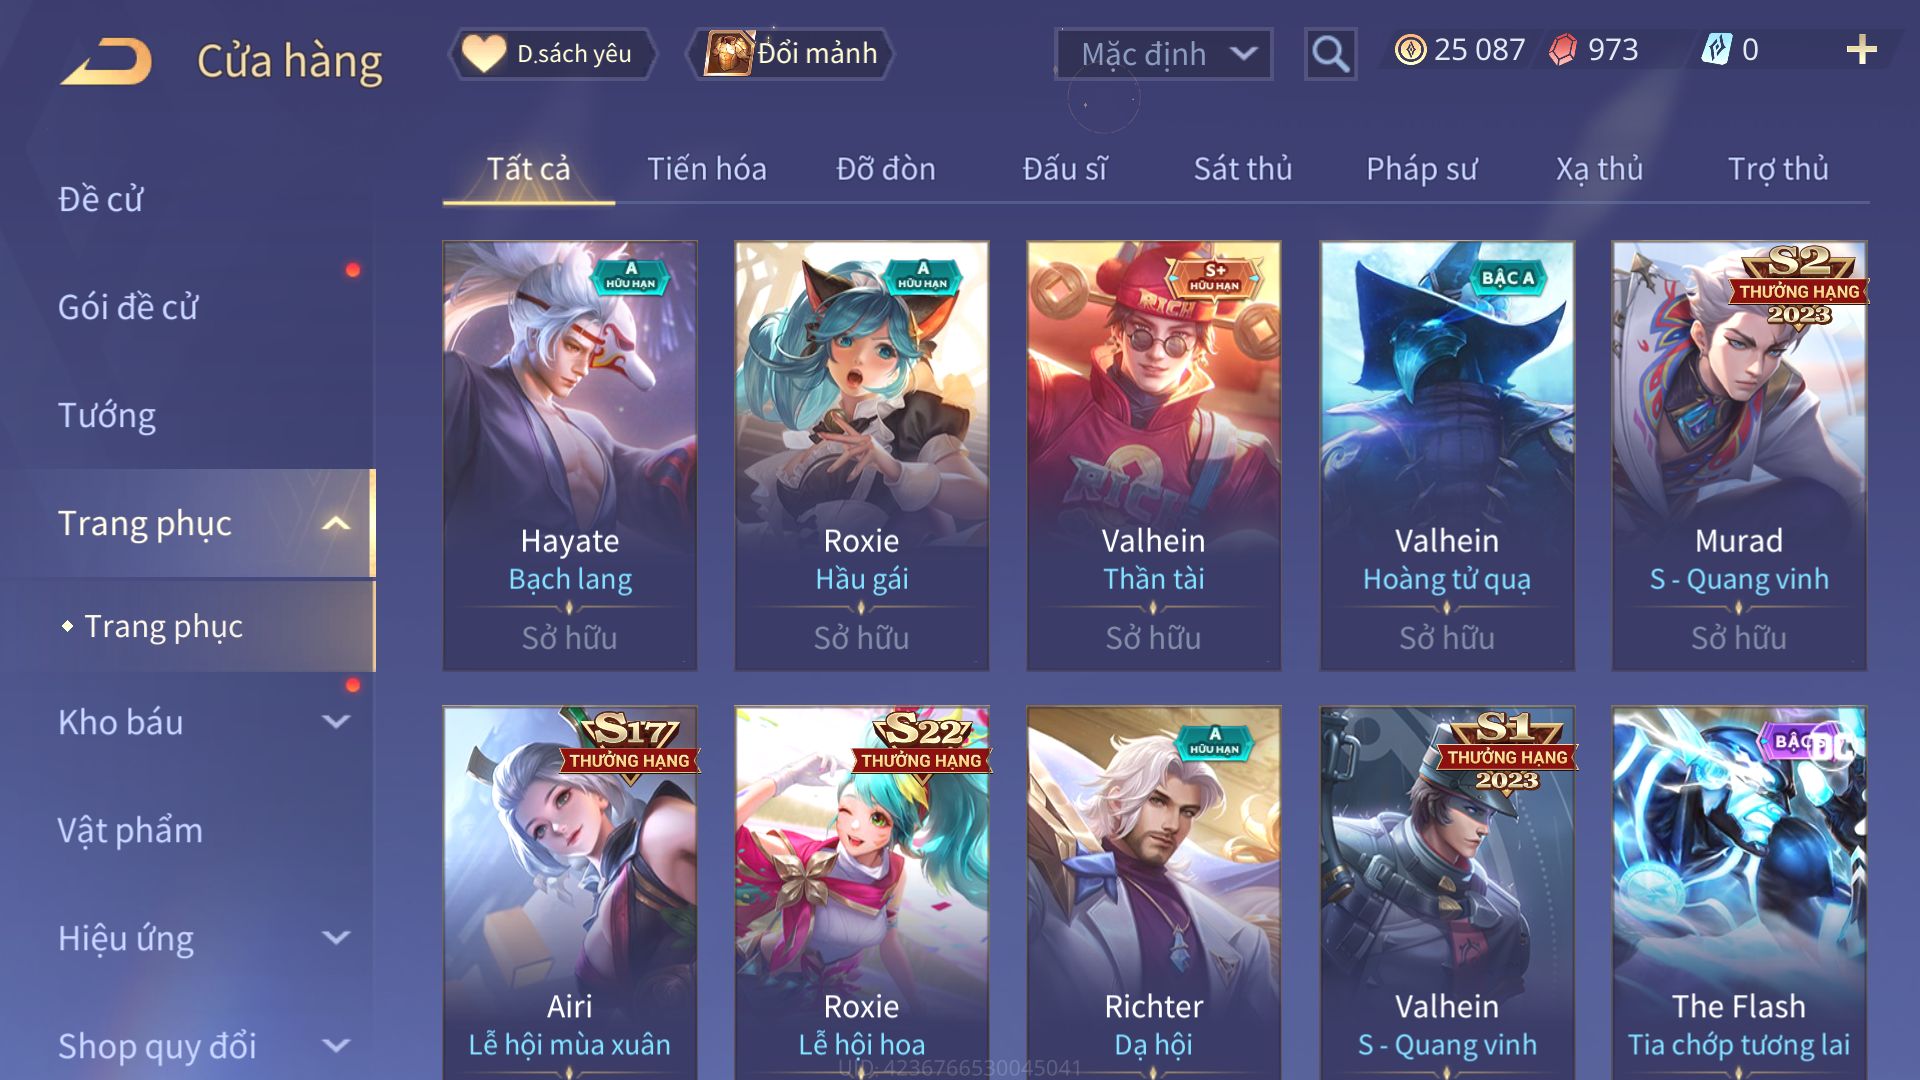 Cửa hàng
D.sách yêu
Đổi mảnh
Mặc định
25 087
973
0
Tất cả
Tiến hóa
Đỡ đòn
Đấu sĩ
Sát thủ
Pháp sư
Xạ thủ
Trợ thủ
Đề cử
Gói đề cử
Tướng
Trang phục
Trang phục
Kho báu
Vật phẩm
Hiệu ứng
Shop quy đổi
A
HỮU HẠN
Hayate
Bạch lang
Sở hữu
A
HỮU HẠN
Roxie
Hầu gái
Sở hữu
S+
HỮU HẠN
RICH
RICH
Valhein
Thần tài
Sở hữu
BẬC A
Valhein
Hoàng tử quạ
Sở hữu
S2
THƯỞNG HẠNG
2023
Murad
S - Quang vinh
Sở hữu
S17
THƯỞNG HẠNG
Airi
Lễ hội mùa xuân
S22
THƯỞNG HẠNG
Roxie
Lễ hội hoa
A
HỮU HẠN
Richter
Dạ hội
S1
THƯỞNG HẠNG
2023
Valhein
S - Quang vinh
BẬC
DC
The Flash
Tia chớp tương lai
UID: 4236766530045041